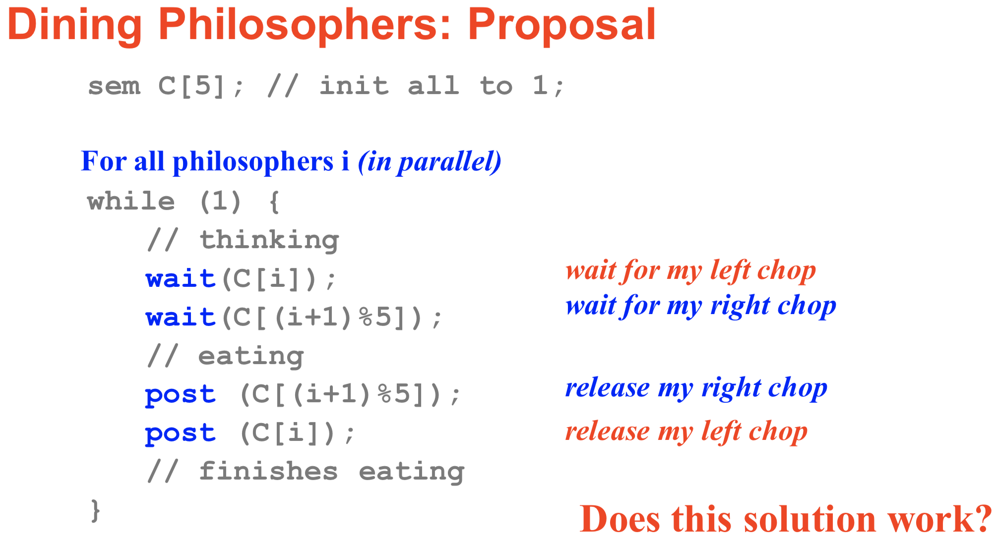 Dining Philosophers: Proposal
sem C[5]; // init all to 1;
For all philosophers i (in parallel)
while (1) {
// thinking
wait(C[i]); wait for my left chop
wait(C[(i+1)%5]); wait for my right chop
// eating
post (C[(i+1)%5]); release my right chop
post (C[i]); release my left chop
// finishes eating
}
Does this solution work?